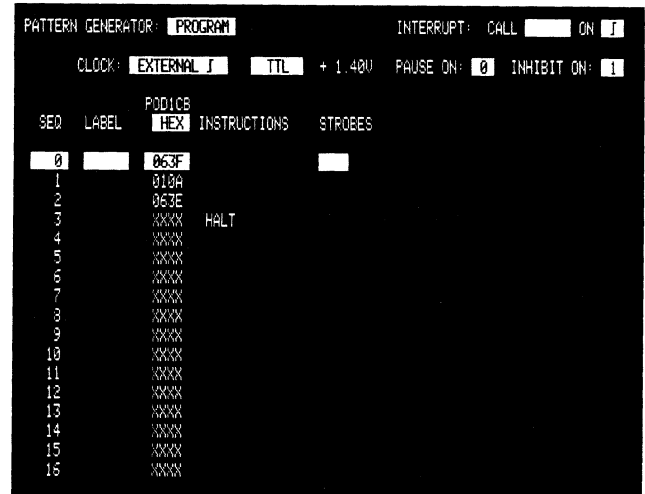 PATTERN GENERATOR: PROGRAM INTERRUPT: CALL ON ʃ
CLOCK: EXTERNAL ʃ TTL + 1.40V PAUSE ON: 0 INHIBIT ON: 1
POD1CB
SEQ LABEL HEX INSTRUCTIONS STROBES
0 063F
1 010A
2 063E
3 XXXX HALT
4 XXXX
5 XXXX
6 XXXX
7 XXXX
8 XXXX
9 XXXX
10 XXXX
11 XXXX
12 XXXX
13 XXXX
14 XXXX
15 XXXX
16 XXXX